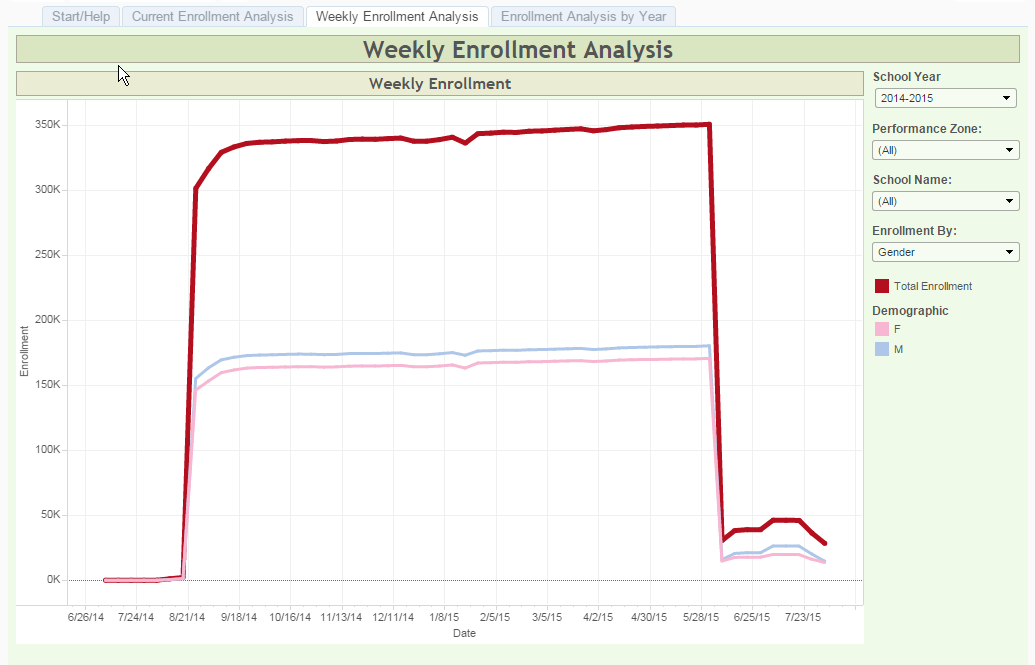 Start/Help Current Enrollment Analysis Weekly Enrollment Analysis Enrollment Analysis by Year
Weekly Enrollment Analysis
Weekly Enrollment
350K
300K
250K
200K
150K
100K
50K
0K
Enrollment
6/26/14 7/24/14 8/21/14 9/18/14 10/16/14 11/13/14 12/11/14 1/8/15 2/5/15 3/5/15 4/2/15 4/30/15 5/28/15 6/25/15 7/23/15
Date
School Year
2014-2015
Performance Zone:
(All)
School Name:
(All)
Enrollment By:
Gender
Total Enrollment
Demographic
F
M